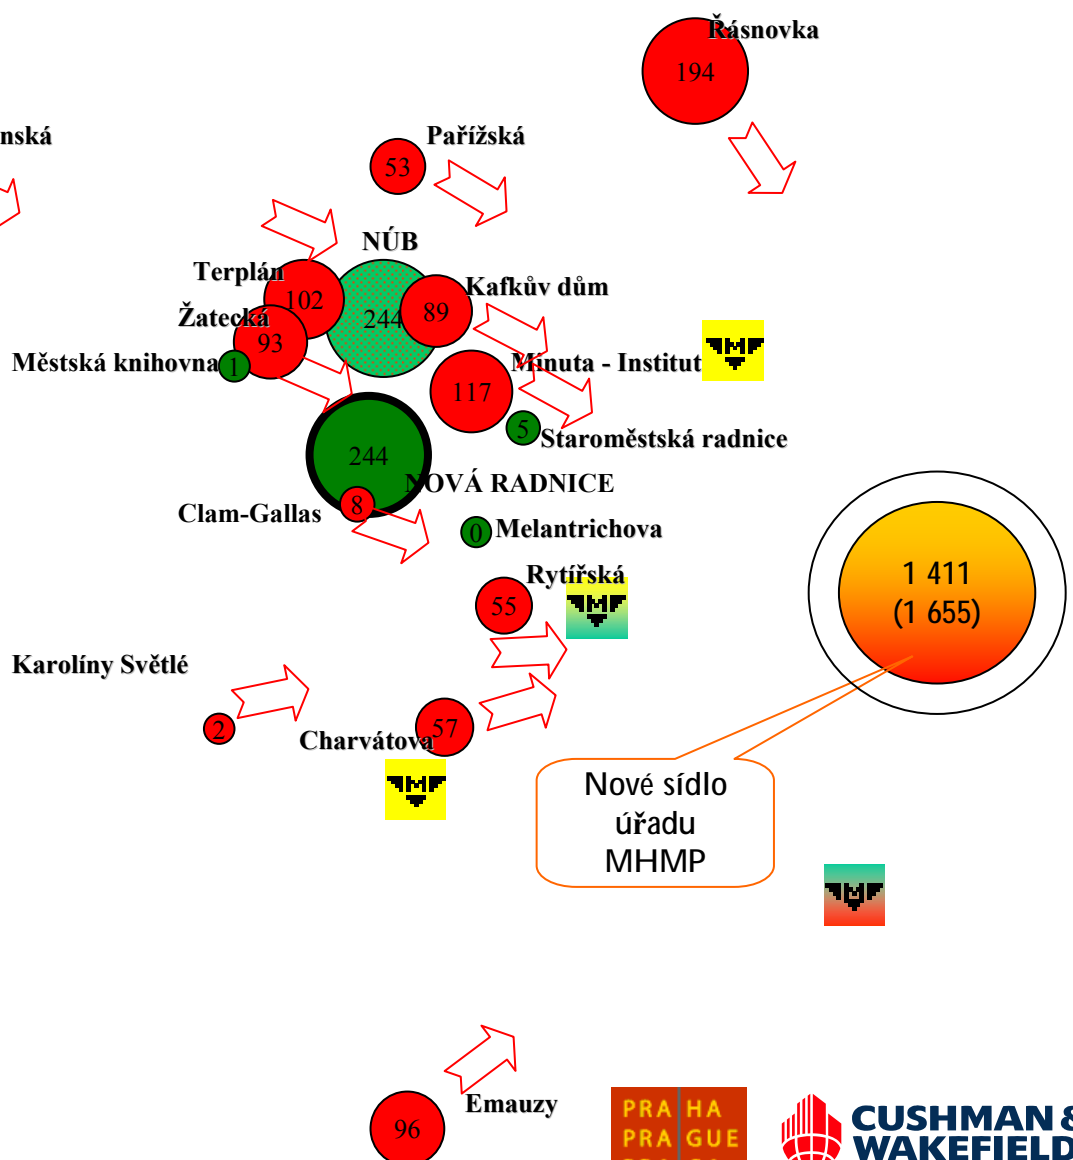 Řásnovka
194
nská
Pařížská
53
NÚB
Terplán
102
244
Kafkův dům
89
Žatecká
93
Městská knihovna
1
Minuta - Institut
117
5
Staroměstská radnice
244
NOVÁ RADNICE
8
Clam-Gallas
0
Melantrichova
Rytířská
55
1 411
(1 655)
Karolíny Světlé
2
Charvátova
57
Nové sídlo
úřadu
MHMP
Emauzy
96
PRA HA
PRA GUE
CUSHMAN &
WAKEFIELD